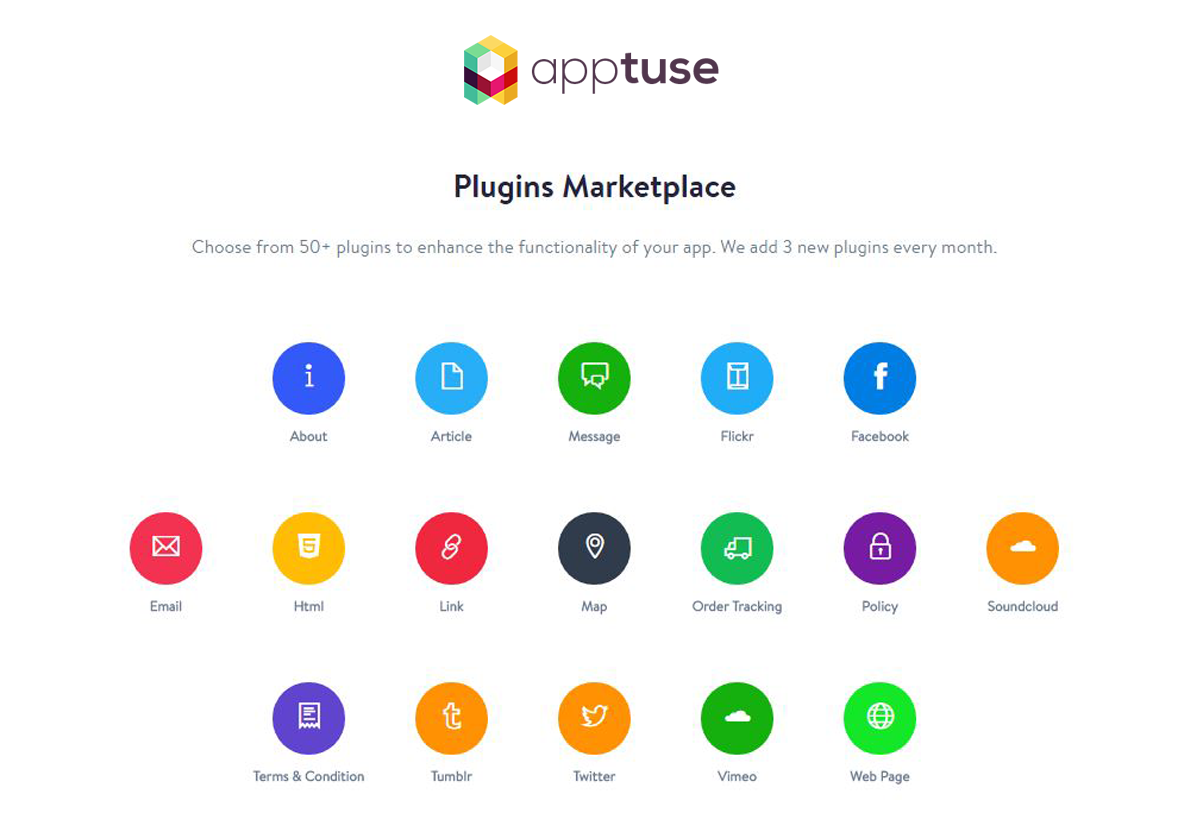 apptuse
Plugins Marketplace
Choose from 50+ plugins to enhance the functionality of your app. We add 3 new plugins every month.
About Article Message Flickr Facebook
Email Html Link Map Order Tracking Policy Soundcloud
Terms & Condition Tumblr Twitter Vimeo Web Page